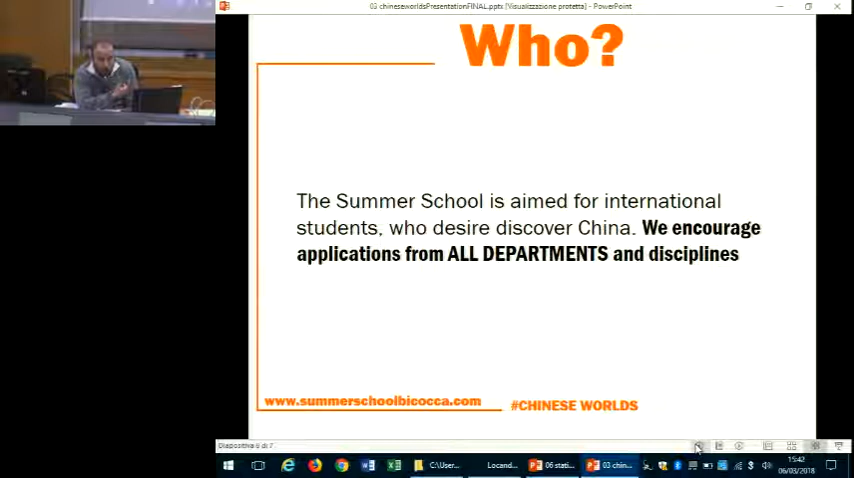 03 chineseworldsPresentationFINAL.pptx [Visualizzazione protetta] - PowerPoint
Who?
The Summer School is aimed for international
students, who desire discover China. We encourage
applications from ALL DEPARTMENTS and disciplines
www.summerschoolbicocca.com
#CHINESE WORLDS
Diapositiva 6 di 7
C:\User...
Locand...
06 stati...
03 chin...
15:42
06/03/2018